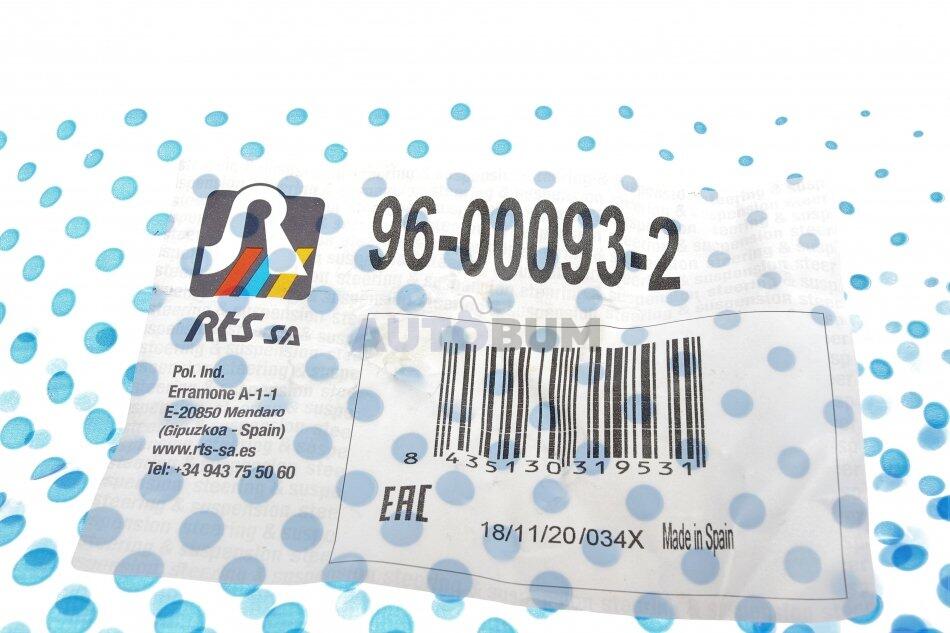 96-00093-2
RTS SA
Pol. Ind.
Erramone A-1-1
E-20850 Mendaro
(Gipuzkoa - Spain)
www.rts-sa.es
Tel: +34 943 75 50 60
AUTOBUM
8 435130 319531
EAC
18/11/20/034X Made in Spain